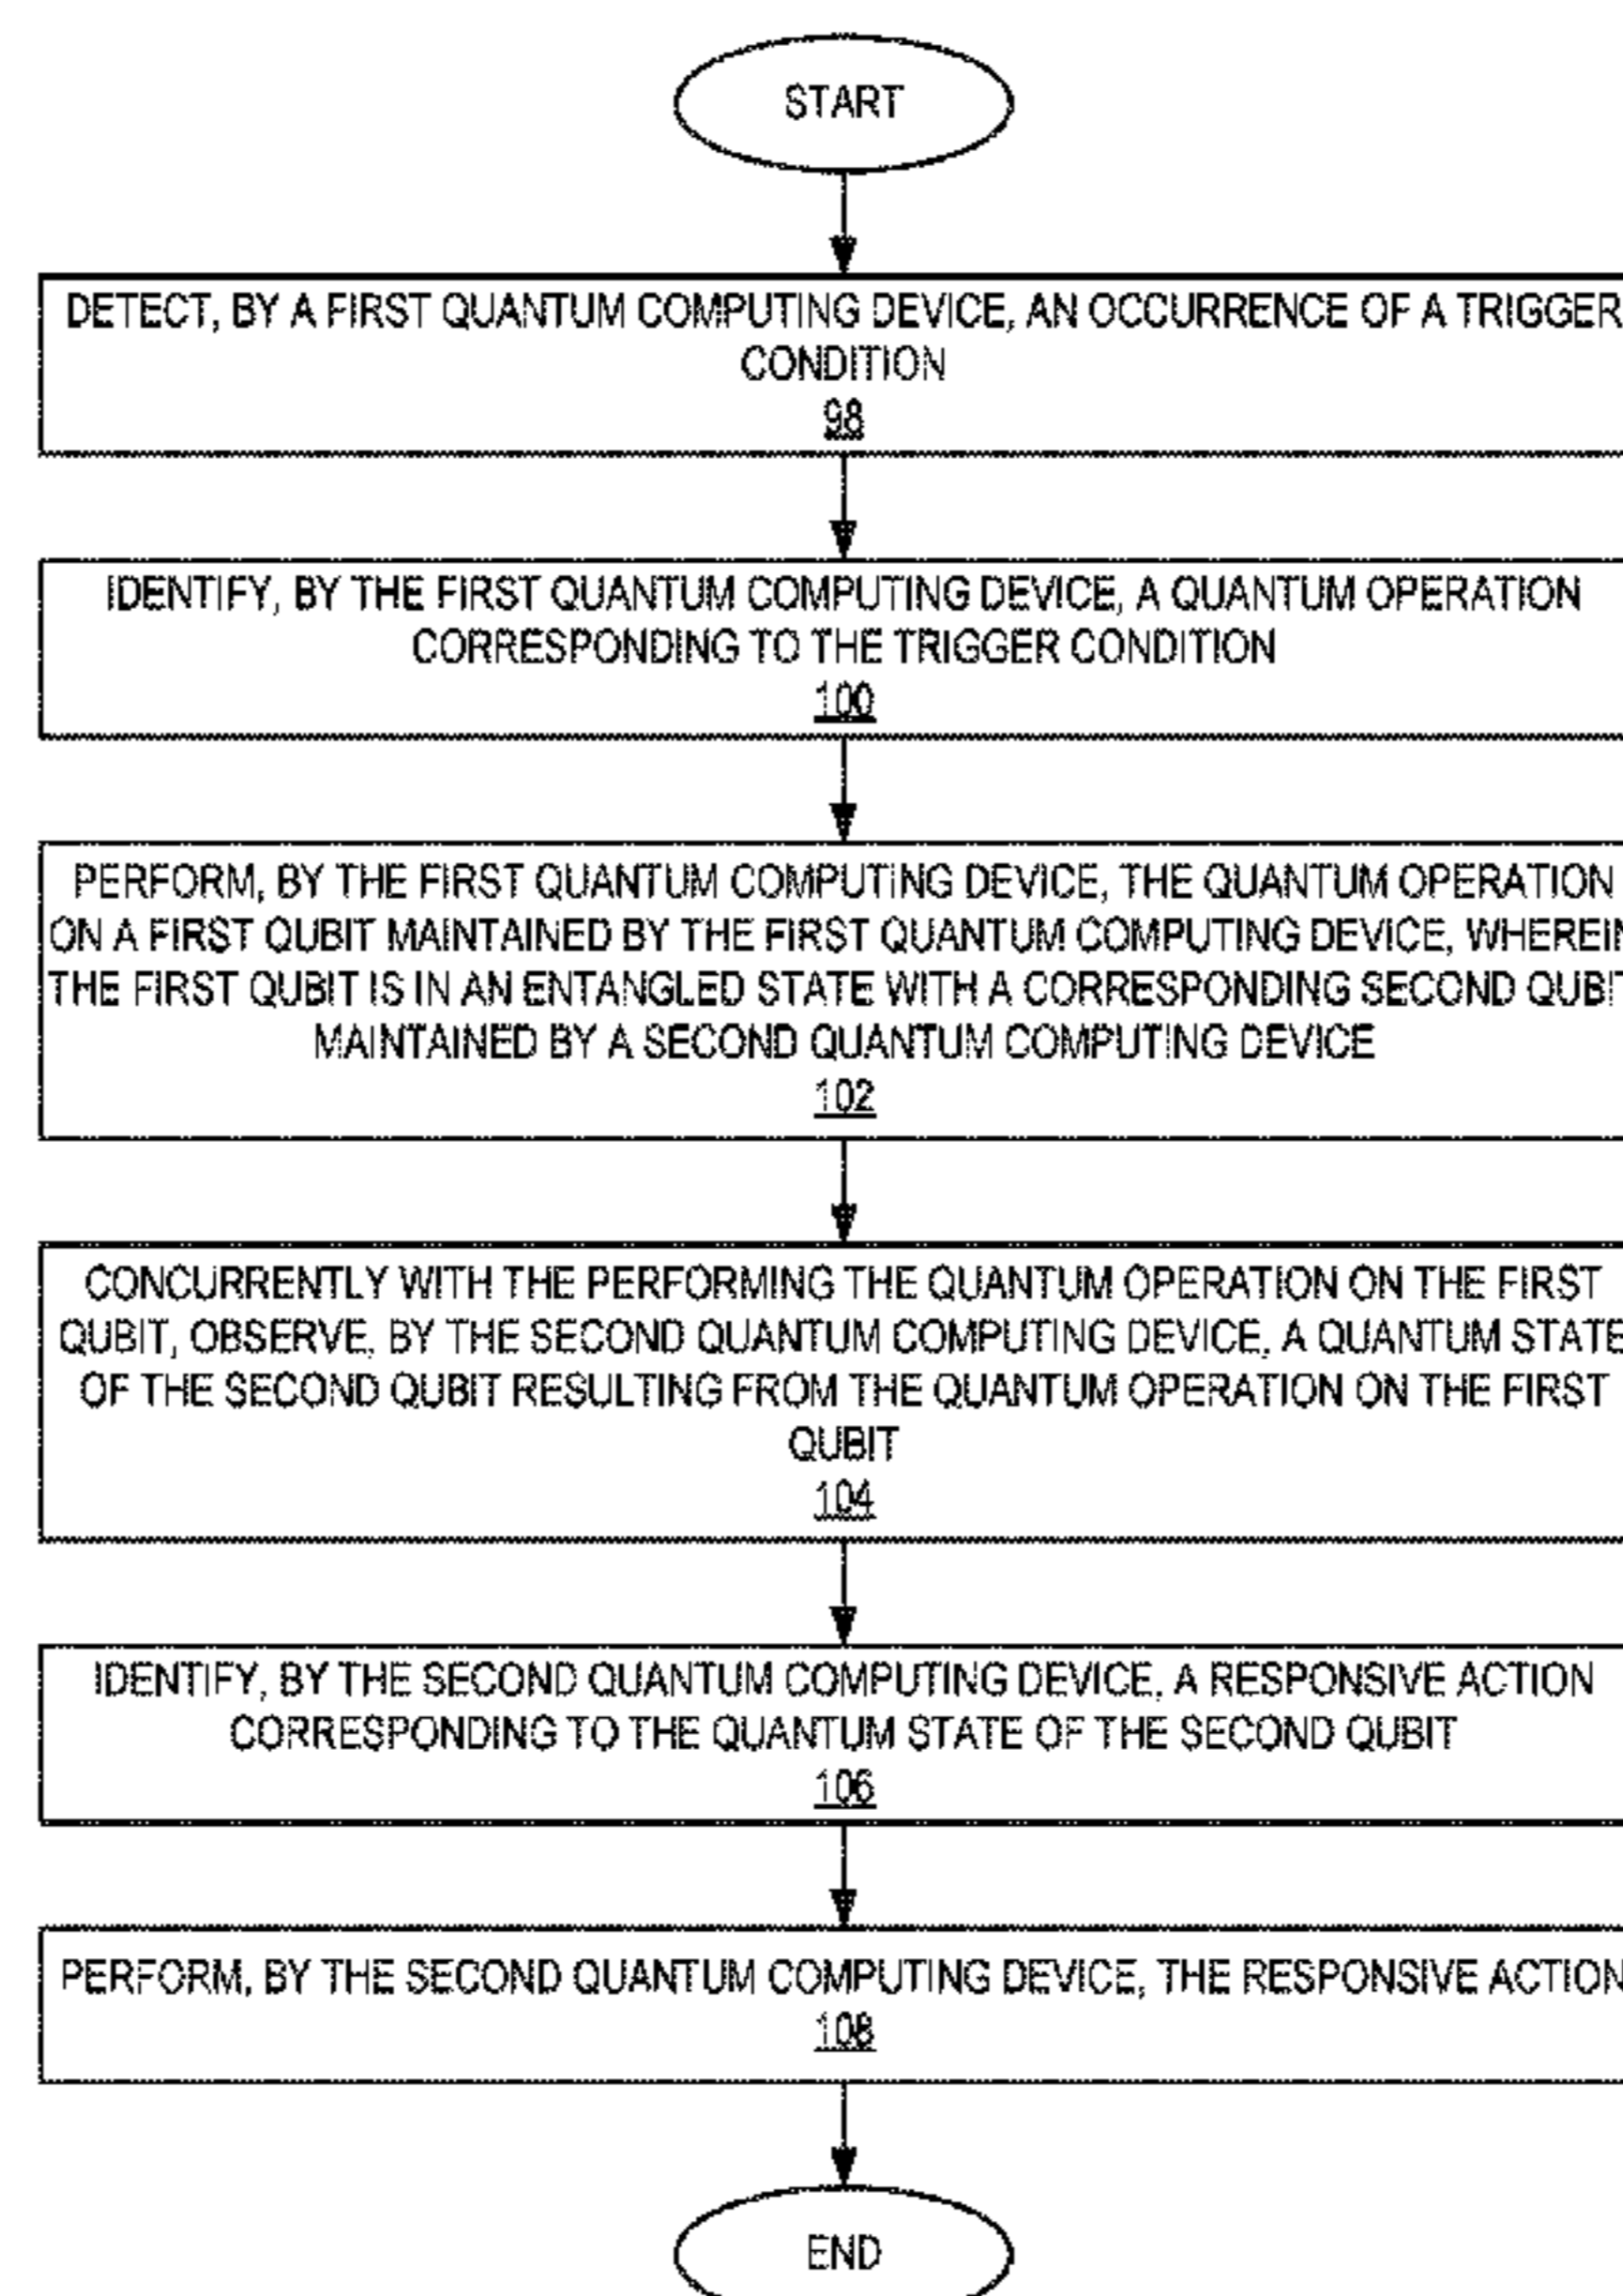 START
DETECT, BY A FIRST QUANTUM COMPUTING DEVICE, AN OCCURRENCE OF A TRIGGER
CONDITION
98
IDENTIFY, BY THE FIRST QUANTUM COMPUTING DEVICE, A QUANTUM OPERATION
CORRESPONDING TO THE TRIGGER CONDITION
100
PERFORM, BY THE FIRST QUANTUM COMPUTING DEVICE, THE QUANTUM OPERATION
ON A FIRST QUBIT MAINTAINED BY THE FIRST QUANTUM COMPUTING DEVICE, WHEREIN
THE FIRST QUBIT IS IN AN ENTANGLED STATE WITH A CORRESPONDING SECOND QUBIT
MAINTAINED BY A SECOND QUANTUM COMPUTING DEVICE
102
CONCURRENTLY WITH THE PERFORMING THE QUANTUM OPERATION ON THE FIRST
QUBIT, OBSERVE, BY THE SECOND QUANTUM COMPUTING DEVICE, A QUANTUM STATE
OF THE SECOND QUBIT RESULTING FROM THE QUANTUM OPERATION ON THE FIRST
QUBIT
104
IDENTIFY, BY THE SECOND QUANTUM COMPUTING DEVICE, A RESPONSIVE ACTION
CORRESPONDING TO THE QUANTUM STATE OF THE SECOND QUBIT
106
PERFORM, BY THE SECOND QUANTUM COMPUTING DEVICE, THE RESPONSIVE ACTION
108
END